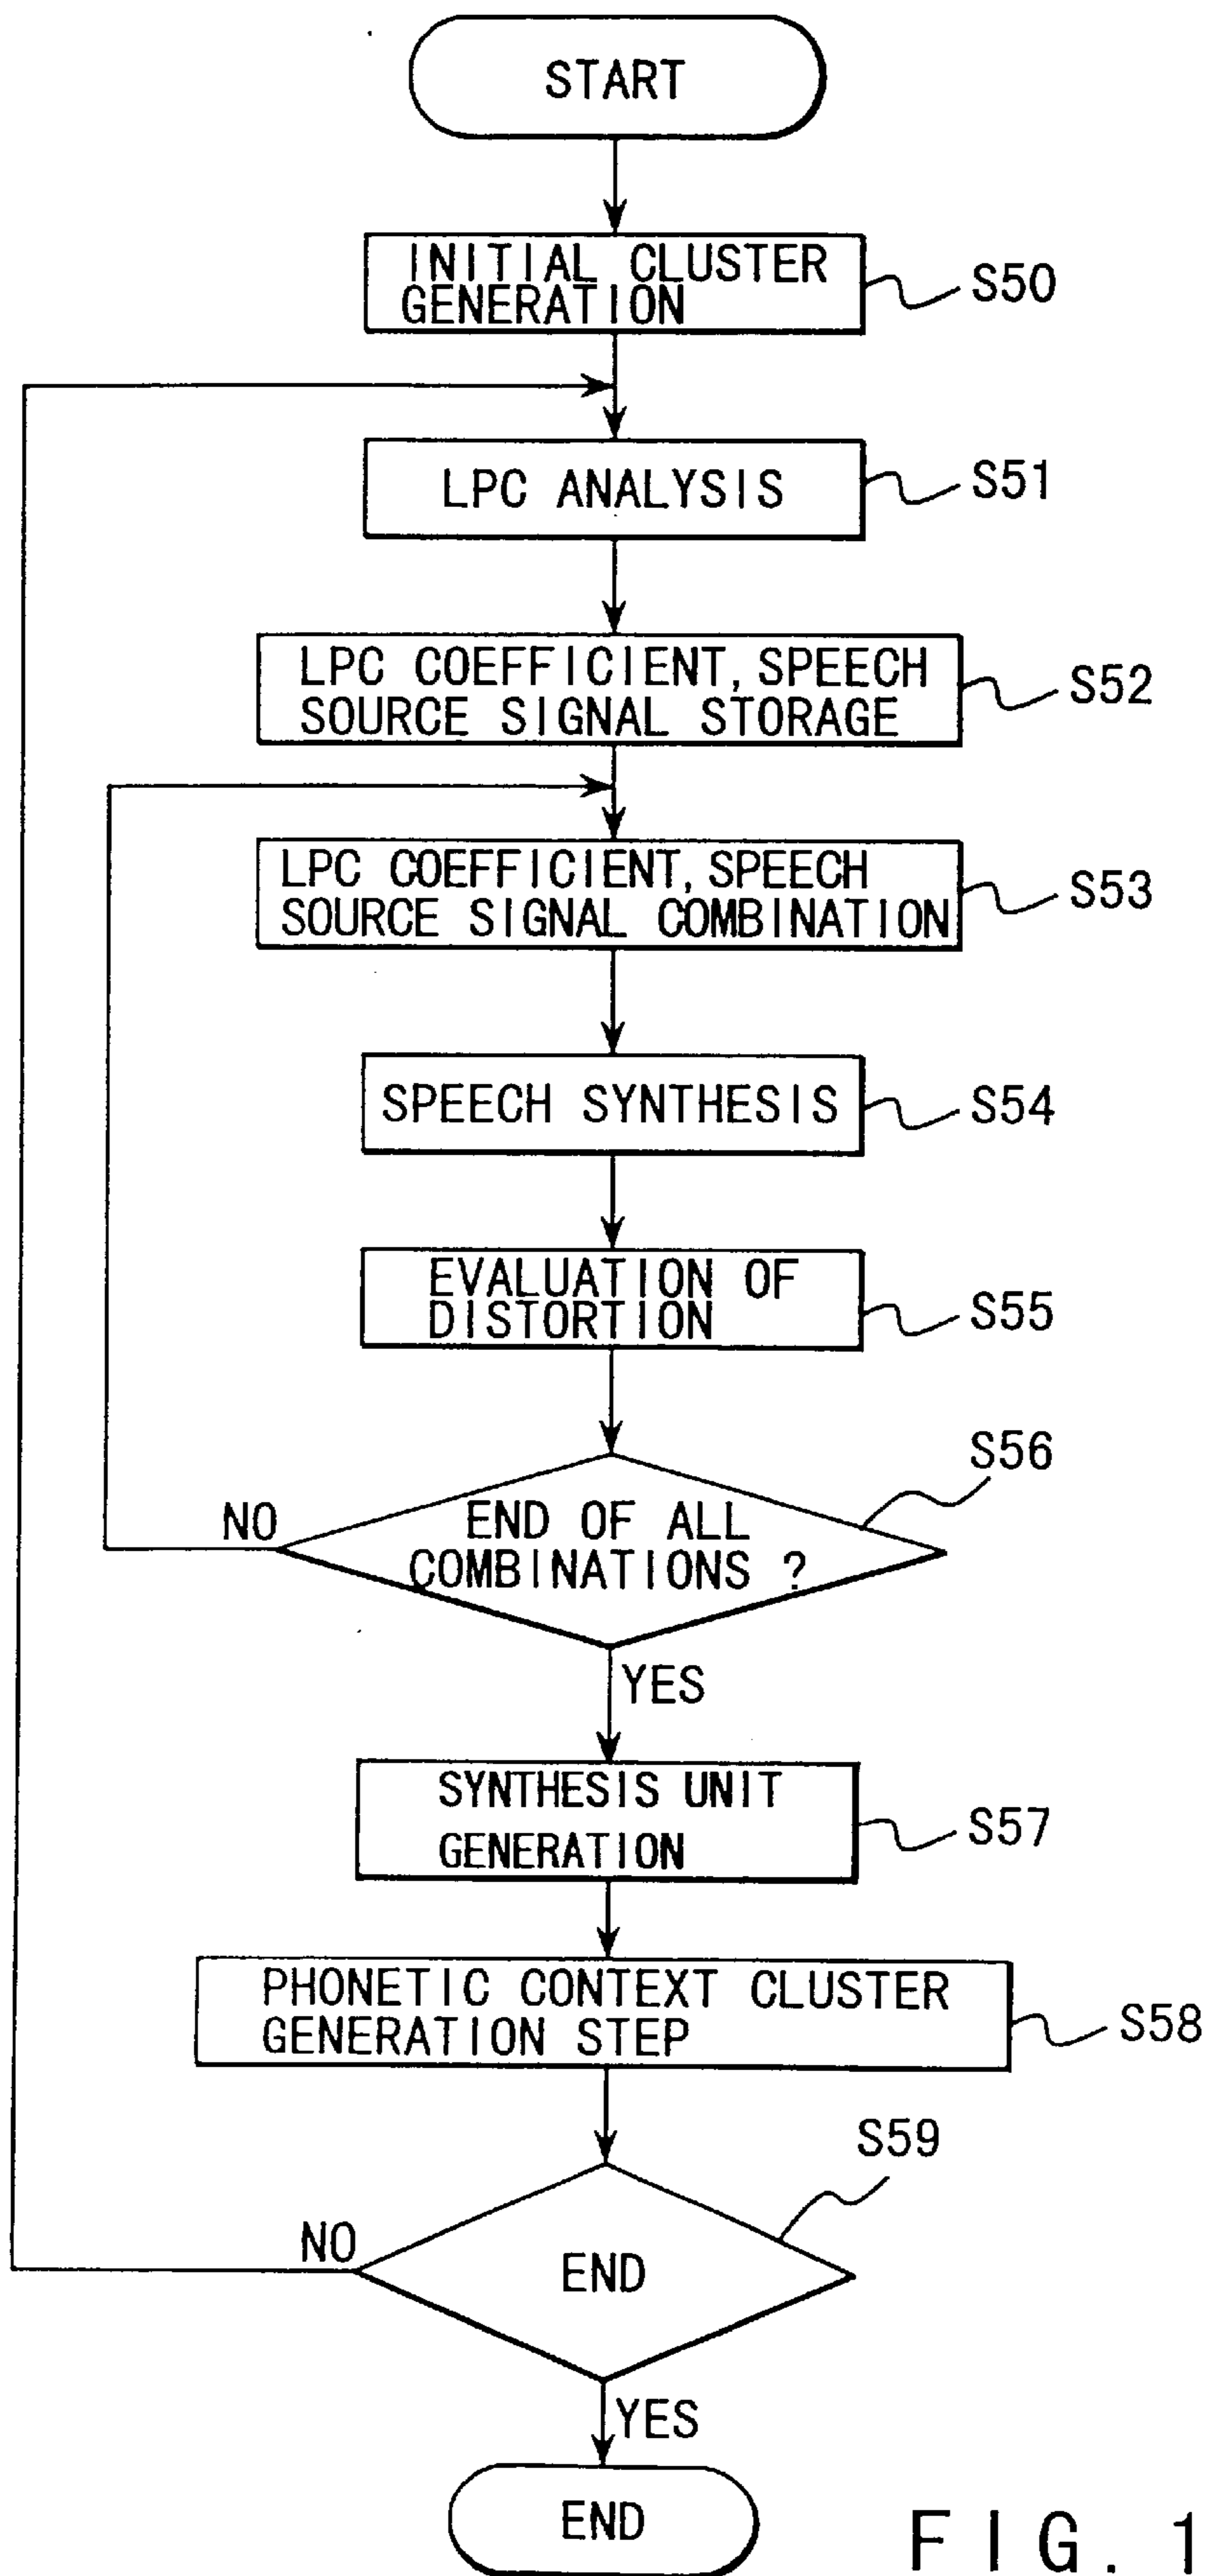 START
INITIAL CLUSTER
GENERATION
S50
LPC ANALYSIS
S51
LPC COEFFICIENT, SPEECH
SOURCE SIGNAL STORAGE
S52
LPC COEFFICIENT, SPEECH
SOURCE SIGNAL COMBINATION
S53
SPEECH SYNTHESIS
S54
EVALUATION OF
DISTORTION
S55
S56
NO
END OF ALL
COMBINATIONS ?
YES
SYNTHESIS UNIT
GENERATION
S57
PHONETIC CONTEXT CLUSTER
GENERATION STEP
S58
S59
NO
END
YES
END
FIG. 1